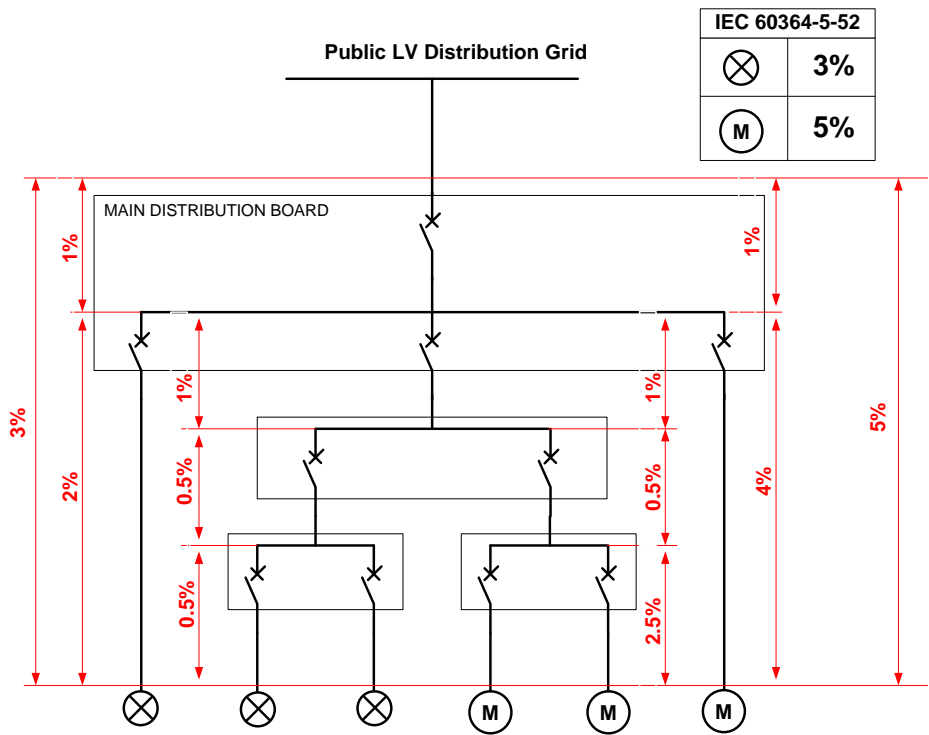 IEC 60364-5-52
3%
M 5%
Public LV Distribution Grid
MAIN DISTRIBUTION BOARD
1%
1%
3%
2%
1%
0.5%
0.5%
1%
0.5%
2.5%
4%
5%
M
M
M